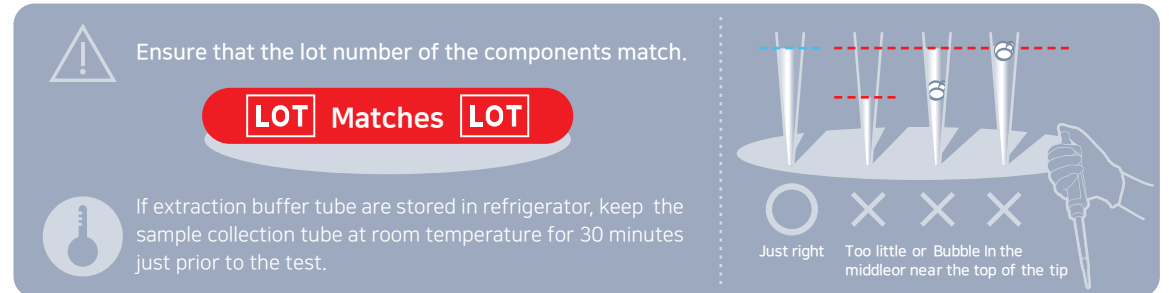 Ensure that the lot number of the components match.
LOT Matches LOT
If extraction buffer tube are stored in refrigerator, keep the
sample collection tube at room temperature for 30 minutes
just prior to the test.
Just right
Too little or Bubble In the
middleor near the top of the tip